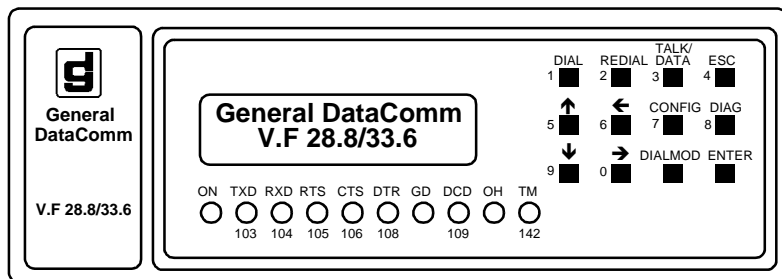 General
DataComm
V.F 28.8/33.6
General DataComm
V.F 28.8/33.6
ON TXD RXD RTS CTS DTR GD DCD OH TM
103 104 105 106 108 109 142
TALK/
DIAL REDIAL DATA ESC
1 2 3 4
↑ ← CONFIG DIAG
5 6 7 8
↓ → DIALMOD ENTER
9 0